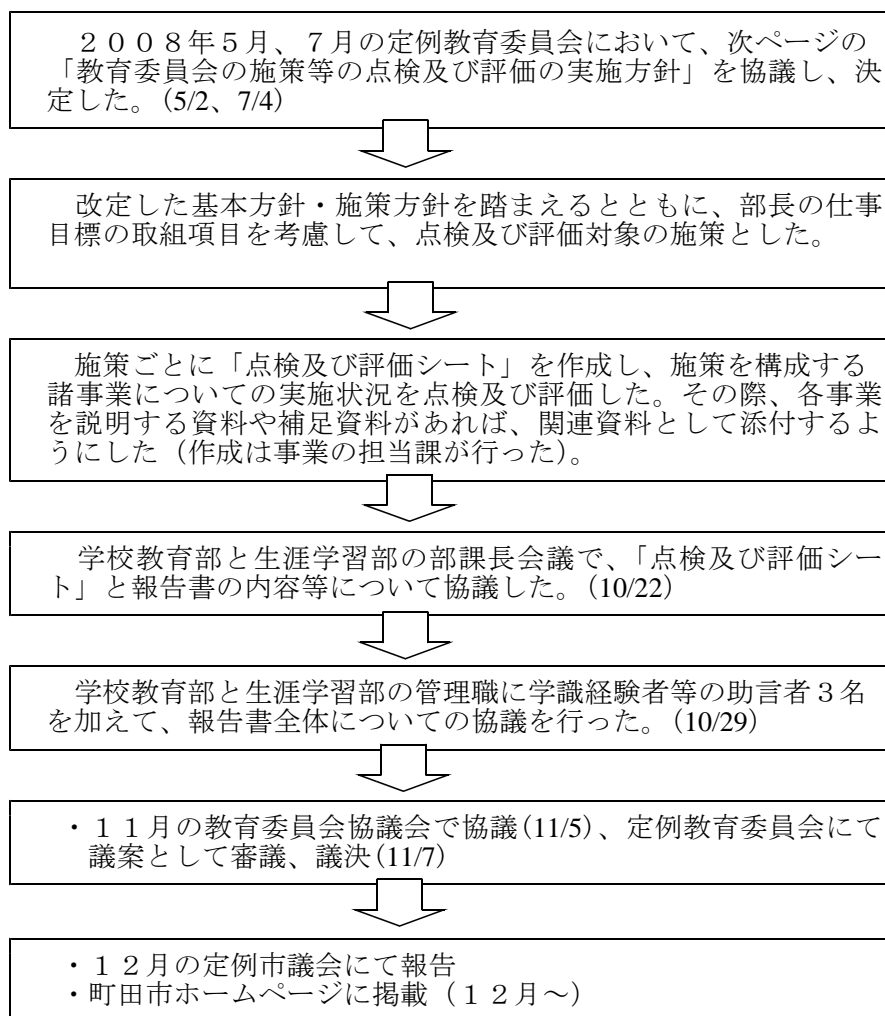 ２００８年５月、７月の定例教育委員会において、次ページの
「教育委員会の施策等の点検及び評価の実施方針」を協議し、決
定した。(5/2、7/4)
改定した基本方針・施策方針を踏まえるとともに、部長の仕事
目標の取組項目を考慮して、点検及び評価対象の施策とした。
施策ごとに「点検及び評価シート」を作成し、施策を構成する
諸事業についての実施状況を点検及び評価した。その際、各事業
を説明する資料や補足資料があれば、関連資料として添付するよ
うにした（作成は事業の担当課が行った）。
学校教育部と生涯学習部の部課長会議で、「点検及び評価シー
ト」と報告書の内容等について協議した。(10/22)
学校教育部と生涯学習部の管理職に学識経験者等の助言者３名
を加えて、報告書全体についての協議を行った。(10/29)
・１１月の教育委員会協議会で協議(11/5)、定例教育委員会にて
議案として審議、議決(11/7)
・１２月の定例市議会にて報告
・町田市ホームページに掲載（１２月～）